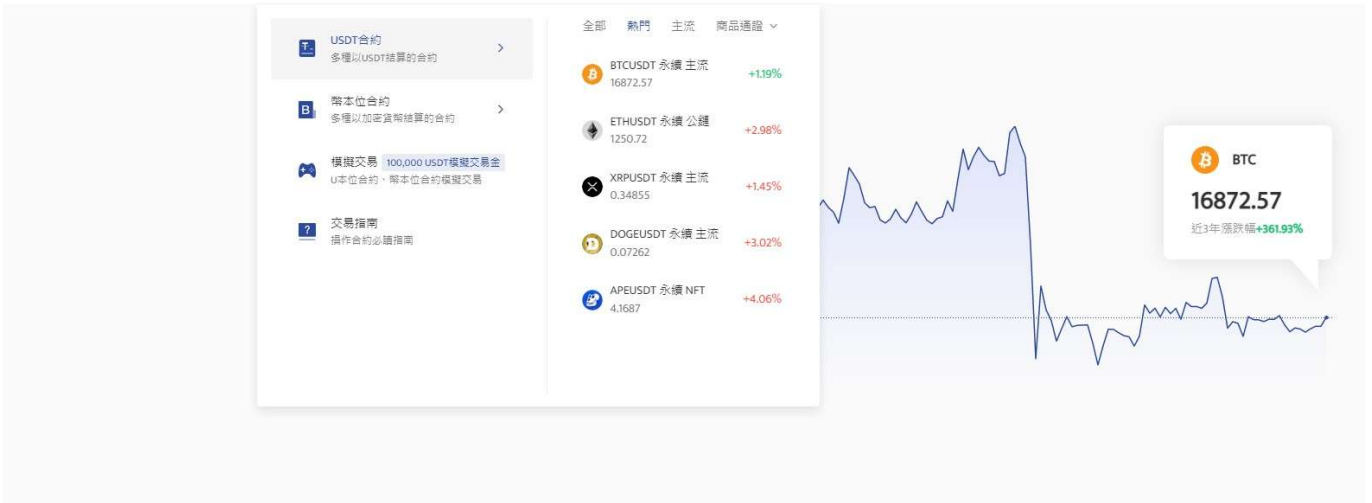 USDT合約
多種以USDT結算的合約
幣本位合約
多種以加密貨幣結算的合約
模擬交易 100,000 USDT模擬交易金
U本位合約、幣本位合約模擬交易
交易指南
操作合約必讀指南
全部 熱門 主流 商品通證
BTCUSDT 永續 主流
16872.57
+1.19%
ETHUSDT 永續 公鏈
1250.72
+2.98%
XRPUSDT 永續 主流
0.34855
+1.45%
DOGEUSDT 永續 主流
0.07262
+3.02%
APEUSDT 永續 NFT
4.1687
+4.06%
BTC
16872.57
近3年漲跌幅+361.93%